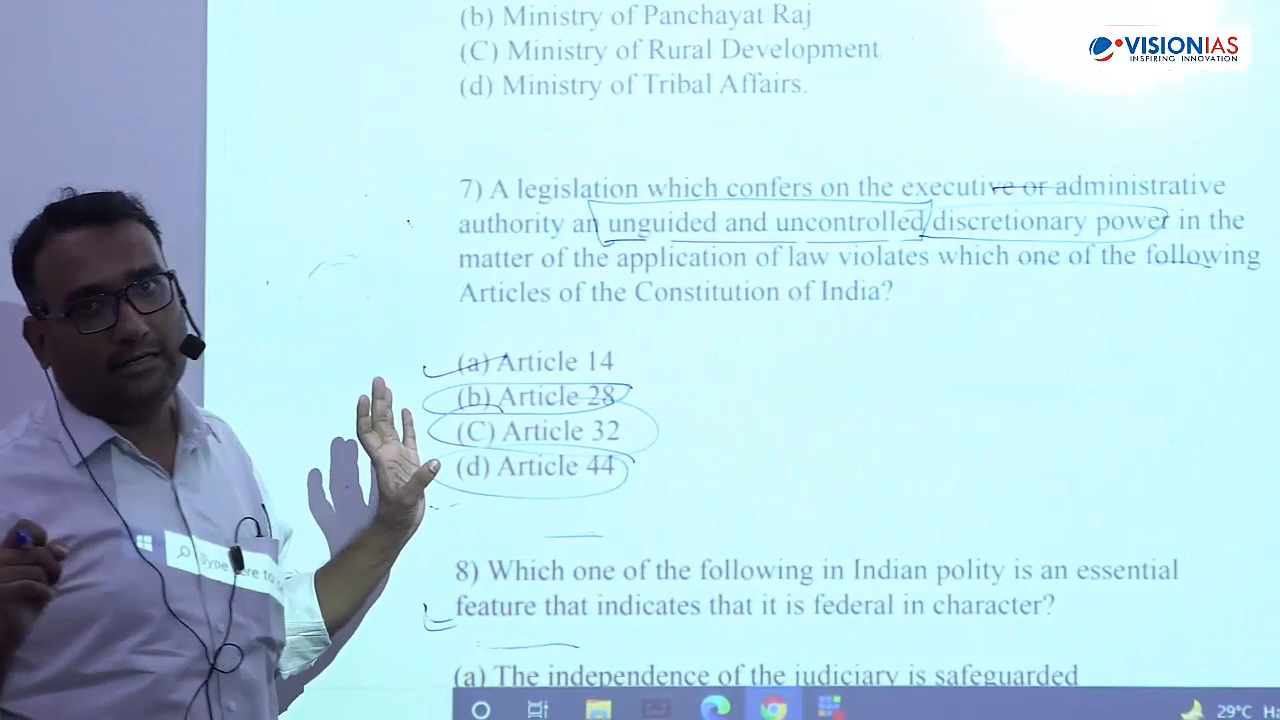 (b) Ministry of Panchayat Raj
(C) Ministry of Rural Development
(d) Ministry of Tribal Affairs.
VISIONIAS
INSPIRING INNOVATION
7) A legislation which confers on the executive or administrative
authority an unguided and uncontrolled discretionary power in the
matter of the application of law violates which one of the following
Articles of the Constitution of India?
(a) Article 14
(b) Article 28
(C) Article 32
(d) Article 44
8) Which one of the following in Indian polity is an essential
feature that indicates that it is federal in character?
(a) The independence of the judiciary is safeguarded
Type here to
29°C